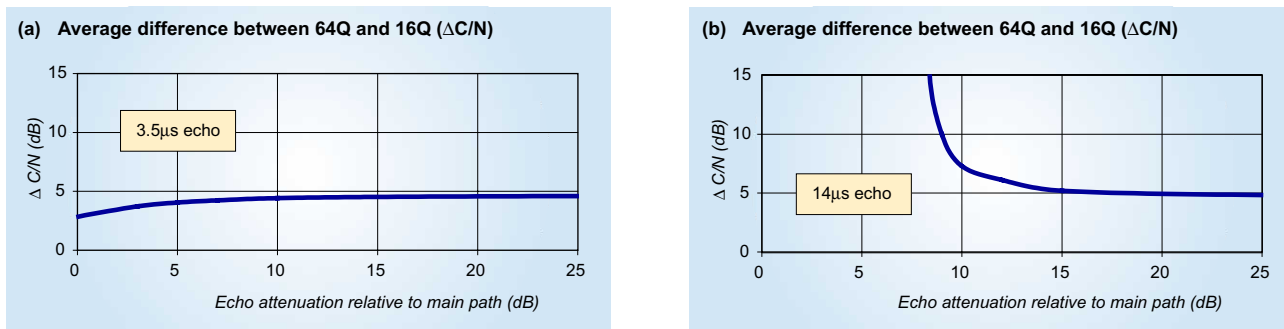 (a) Average difference between 64Q and 16Q (ΔC/N)
15
10
5
0
Δ C/N (dB)
3.5µs echo
0 5 10 15 20 25
Echo attenuation relative to main path (dB)
(b) Average difference between 64Q and 16Q (ΔC/N)
15
10
5
0
Δ C/N (dB)
14µs echo
0 5 10 15 20 25
Echo attenuation relative to main path (dB)